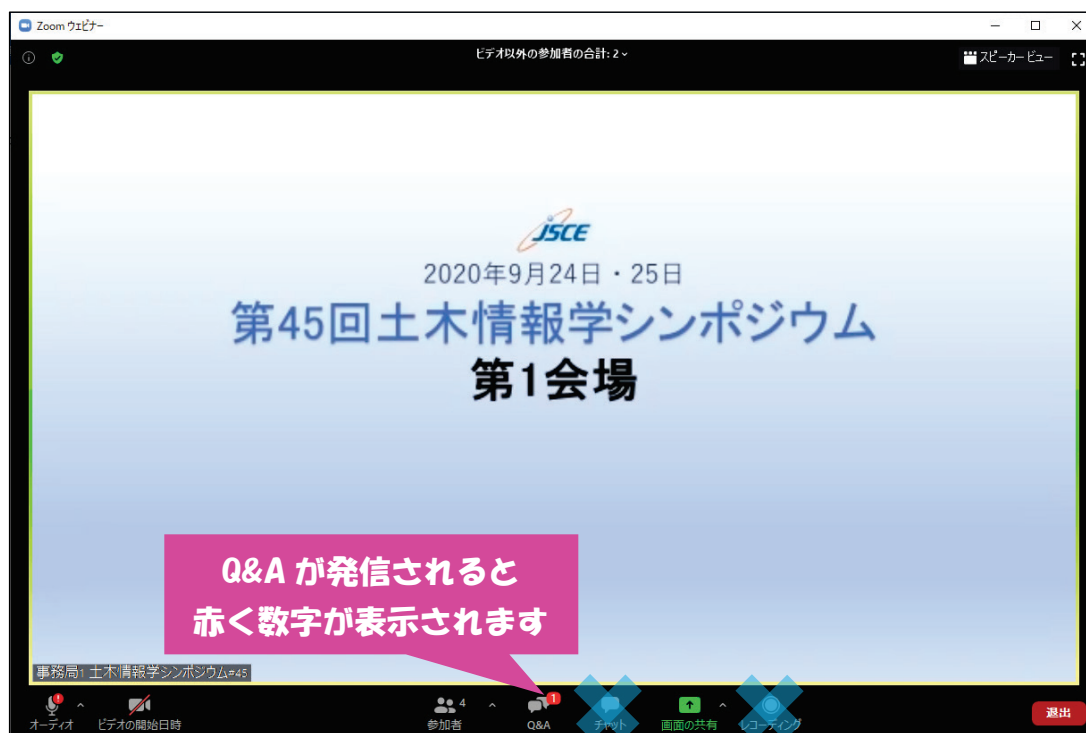 Zoom ウェビナー
ビデオ以外の参加者の合計: 2
スピーカー ビュー
JSCE
2020年9月24日・25日
第45回土木情報学シンポジウム
第1会場
Q&A が発信されると
赤く数字が表示されます
事務局1 土木情報学シンポジウム#45
オーディオ
ビデオの開始日時
参加者
4
Q&A
1
チャット
画面の共有
レコーディング
退出